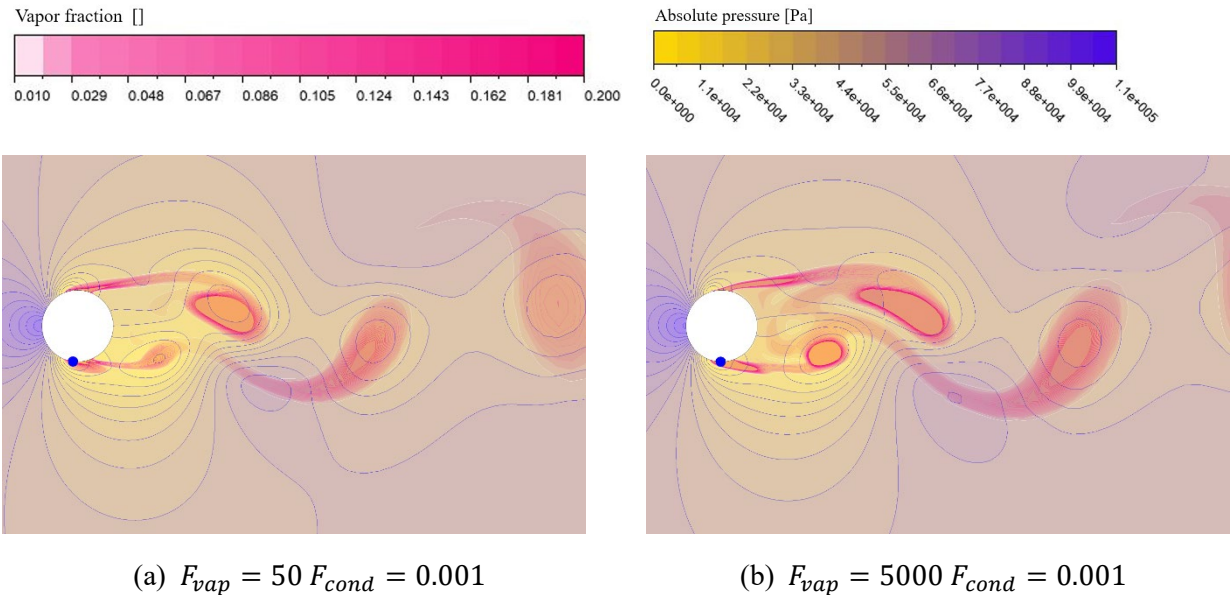 Vapor fraction []
0.010 0.029 0.048 0.067 0.086 0.105 0.124 0.143 0.162 0.181 0.200
Absolute pressure [Pa]
0.0e+000 1.1e+004 2.2e+004 3.3e+004 4.4e+004 5.5e+004 6.6e+004 7.7e+004 8.8e+004 9.9e+004 1.1e+005
(a) F_vap = 50 F_cond = 0.001
(b) F_vap = 5000 F_cond = 0.001